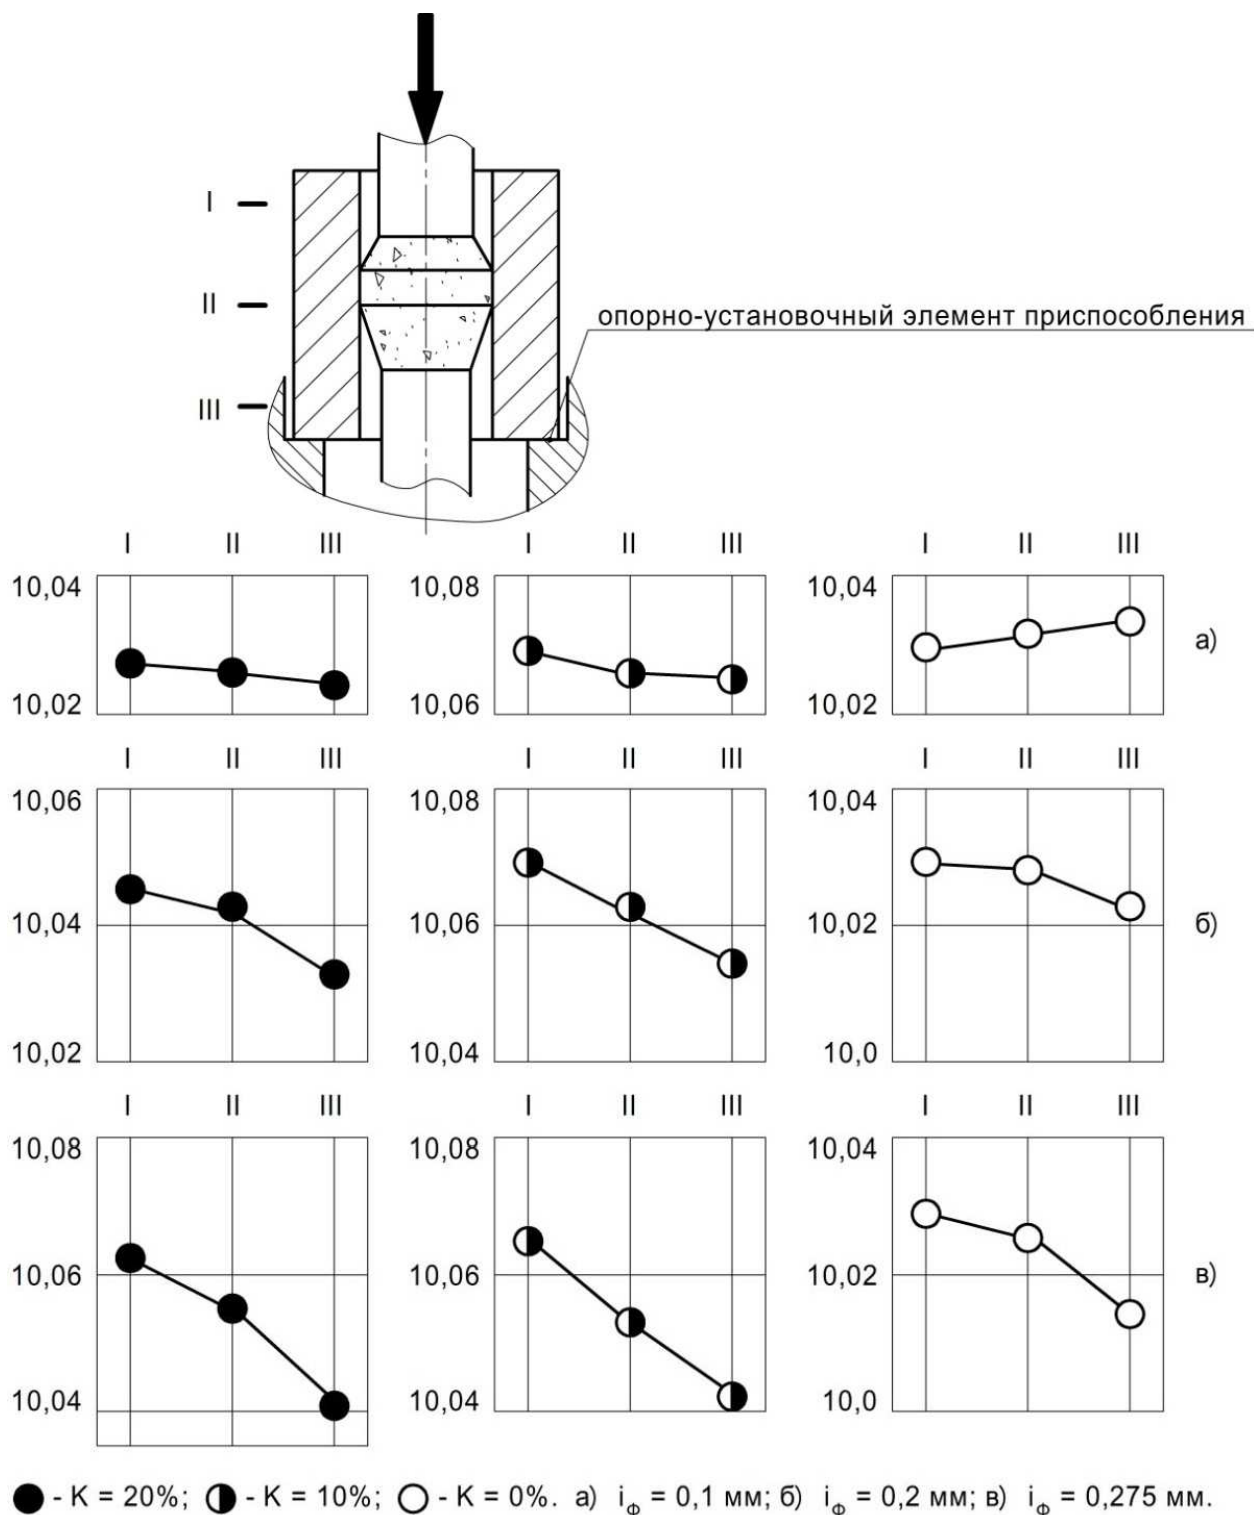 I
II
опорно-установочный элемент приспособления
III
I II III I II III I II III
10,04 10,08 10,04
а)
10,02 10,06 10,02
I II III I II III I II III
10,06 10,08 10,04
10,04 10,06 10,02 б)
10,02 10,04 10,0
I II III I II III I II III
10,08 10,08 10,04
10,06 10,06 10,02 в)
10,04 10,04 10,0
- K = 20%; - K = 10%; - K = 0%. а) iф = 0,1 мм; б) iф = 0,2 мм; в) iф = 0,275 мм.